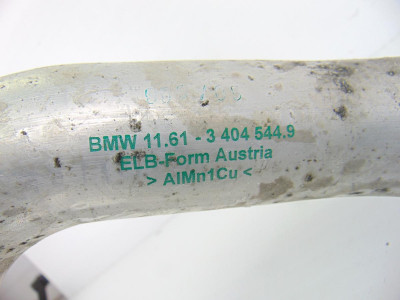 BMW 11.61 - 3 404 544.9
ELB-Form Austria
> AlMn1Cu <